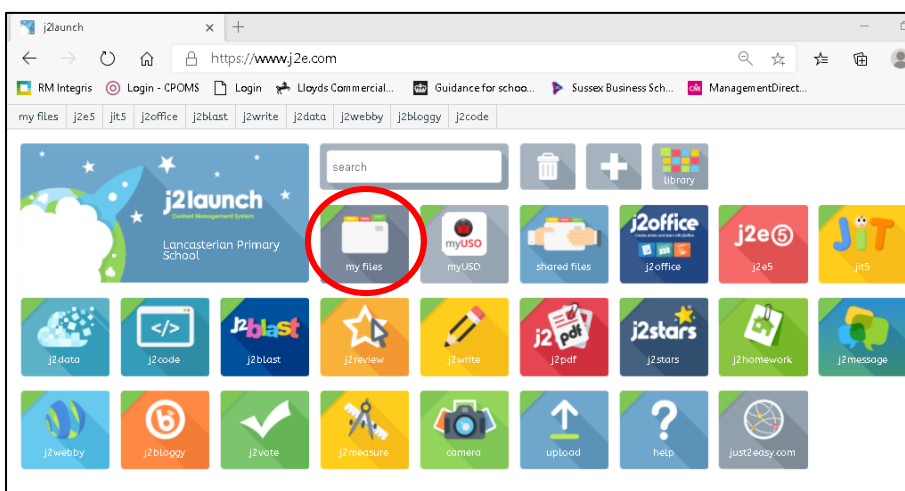 j2launch
https://www.j2e.com
RM Integris Login - CPOMS Login Lloyds Commercial... Guidance for schoo... Sussex Business Sch... ManagementDirect...
my files j2e5 jit5 j2office j2blast j2write j2data j2webby j2bloggy j2code
search
library
j2launch
Content Management System
Lancasterian Primary
School
my files
myUSO
myUSO
shared files
j2office
j2office
j2e5
j2e5
JiT
jit5
j2data
</>
j2code
j2blast
j2blast
j2review
j2write
j2 pdf
j2pdf
j2stars
j2stars
j2homework
j2message
j2webby
b
j2bloggy
j2vote
j2measure
camera
upload
?
help
just2easy.com